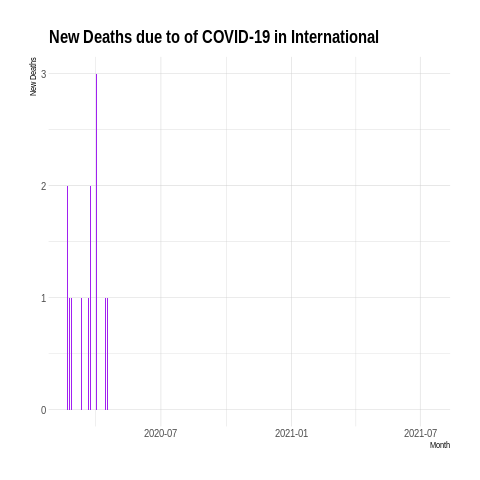 New Deaths due to of COVID-19 in International
New Deaths
3
2
1
0
2020-07
2021-01
2021-07
Month